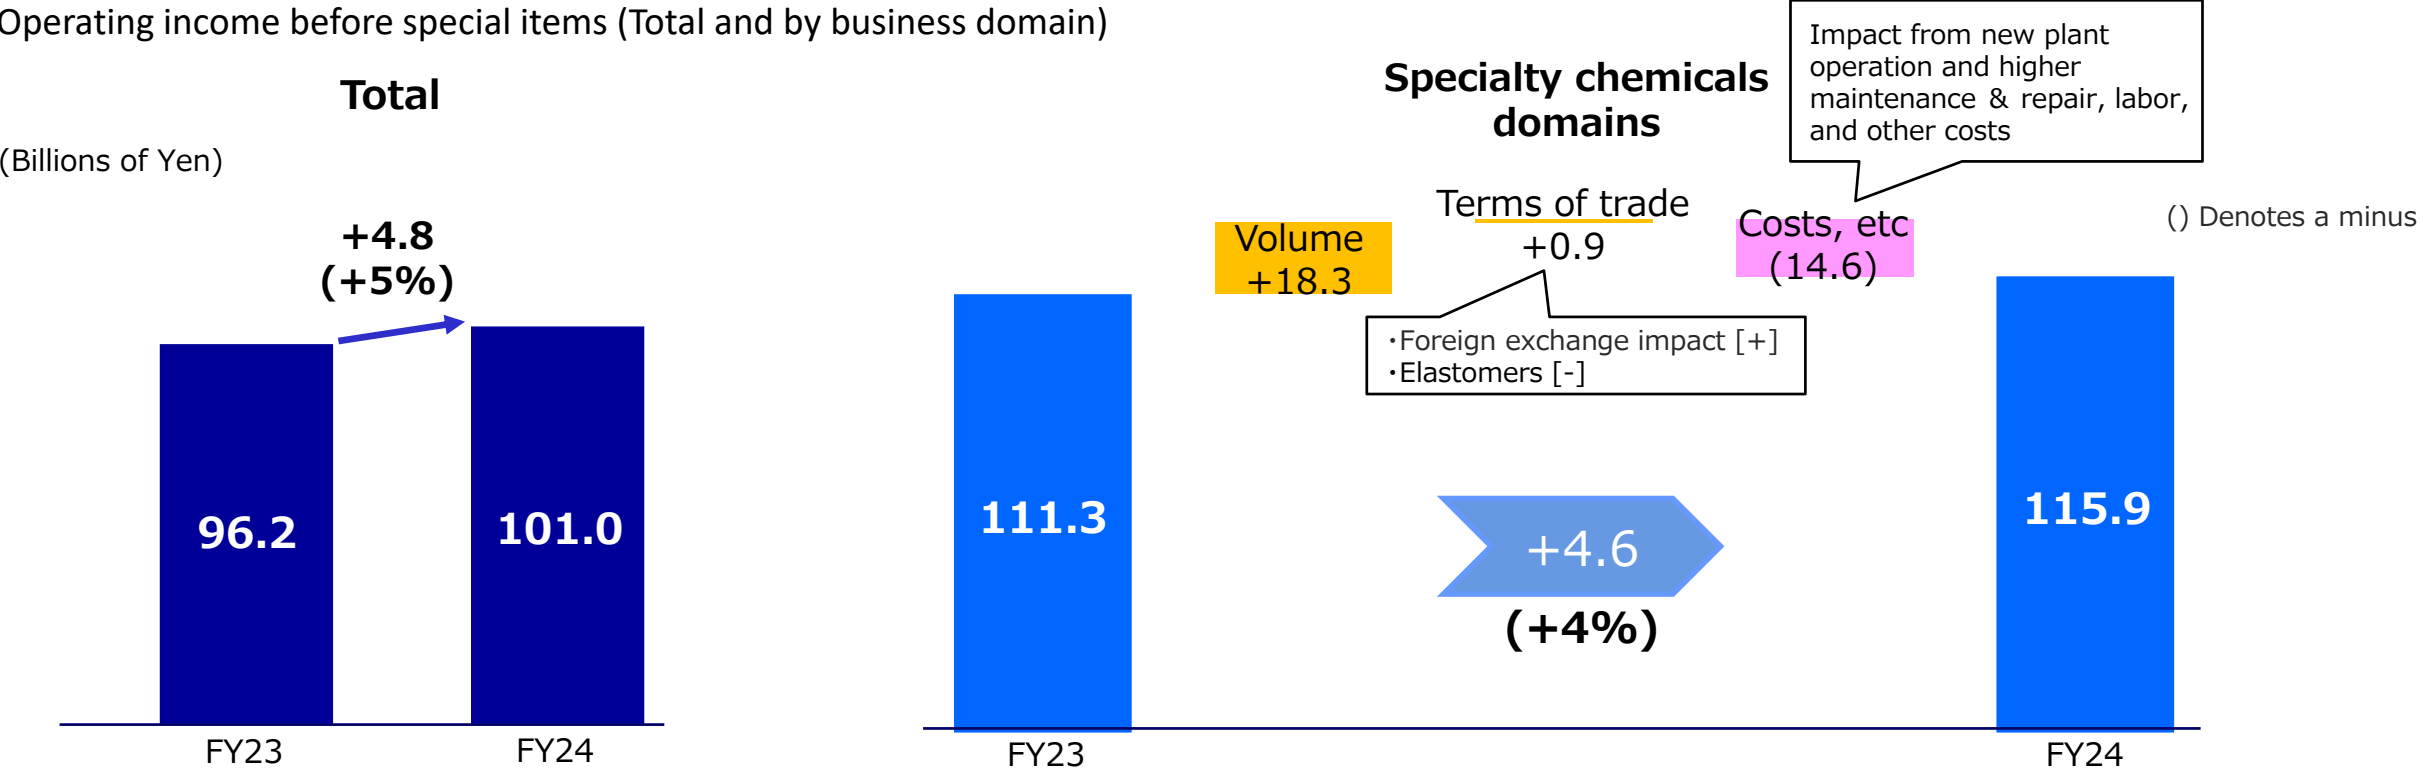 Operating income before special items (Total and by business domain)
Total
(Billions of Yen)
+4.8
(+5%)
96.2
101.0
FY23
FY24
Specialty chemicals
domains
Impact from new plant
operation and higher
maintenance & repair, labor,
and other costs
() Denotes a minus
Volume
+18.3
Terms of trade
+0.9
Costs, etc
(14.6)
・Foreign exchange impact [+]
・Elastomers [-]
111.3
+4.6
(+4%)
115.9
FY23
FY24